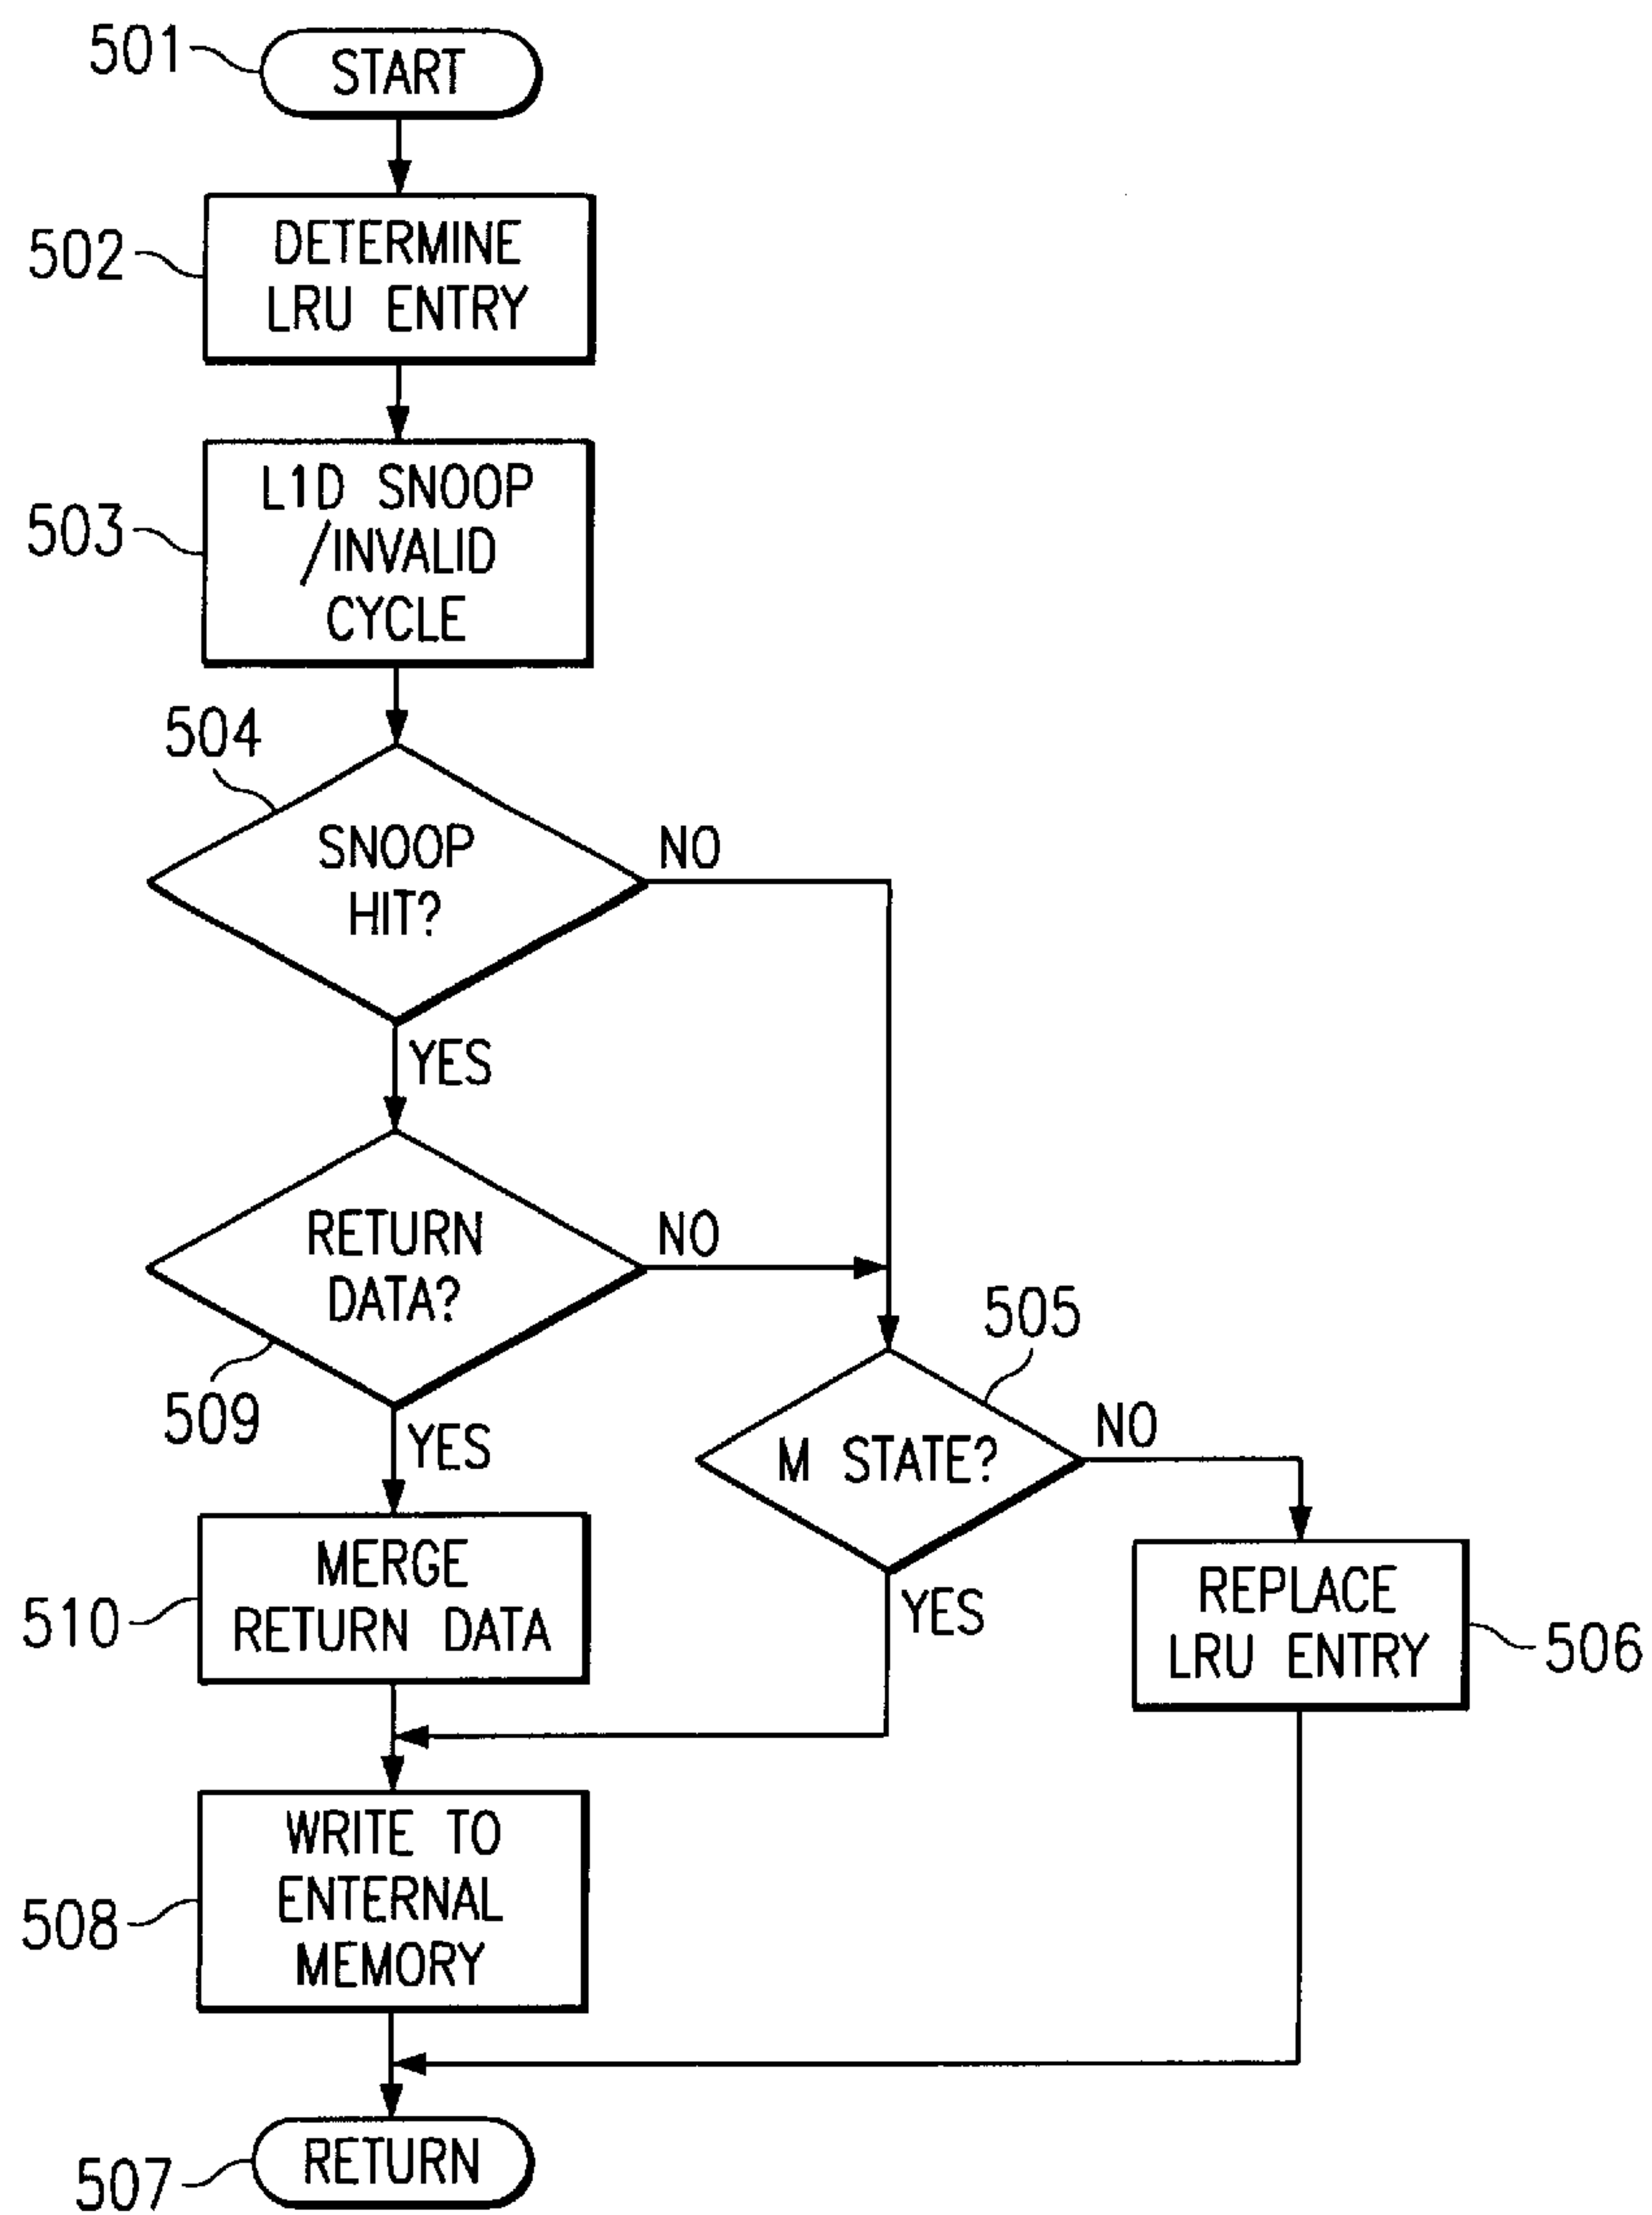 501
START
502
DETERMINE
LRU ENTRY
503
L1D SNOOP
/INVALID
CYCLE
504
SNOOP
HIT?
NO
YES
RETURN
DATA?
NO
509
YES
505
M STATE?
NO
YES
510
MERGE
RETURN DATA
REPLACE
LRU ENTRY
506
508
WRITE TO
ENTERNAL
MEMORY
507
RETURN